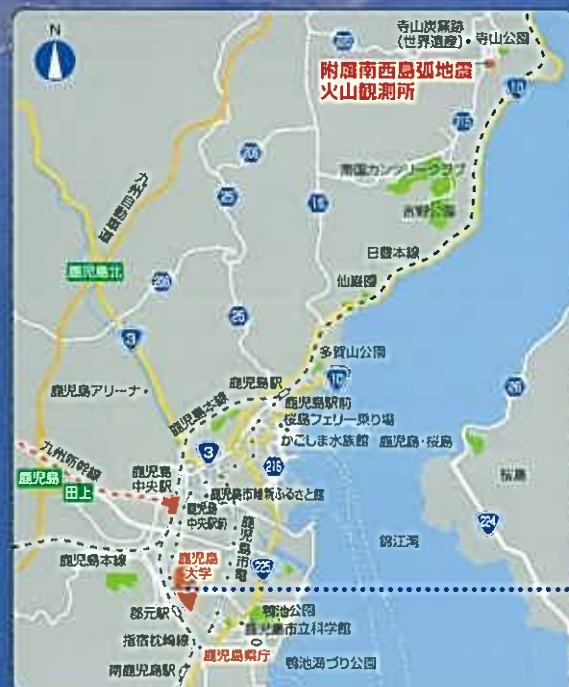 N
寺山炭窯跡
(世界遺産)
寺山公園
附属南西島弧地震
火山観測所
10
215
206
25
16
南国カンツリークラブ
吉野公園
九州自動車道
日豊本線
鹿児島北
仙巌園
3
25
多賀山公園
10
鹿児島アリーナ
鹿児島駅
鹿児島本線
鹿児島駅前
桜島フェリー乗り場
かごしま水族館
鹿児島・桜島
26
3
216
九州新幹線
鹿児島
中央駅
鹿児島
田上
鹿児島市維新ふるさと館
鹿児島
中央駅前
鹿児島市電
桜島
224
錦江湾
鹿児島本線
鹿児島
大学
225
郡元駅
鴨池公園
鹿児島市立科学館
指宿枕崎線
鹿児島県庁
南鹿児島駅
鴨池海づり公園